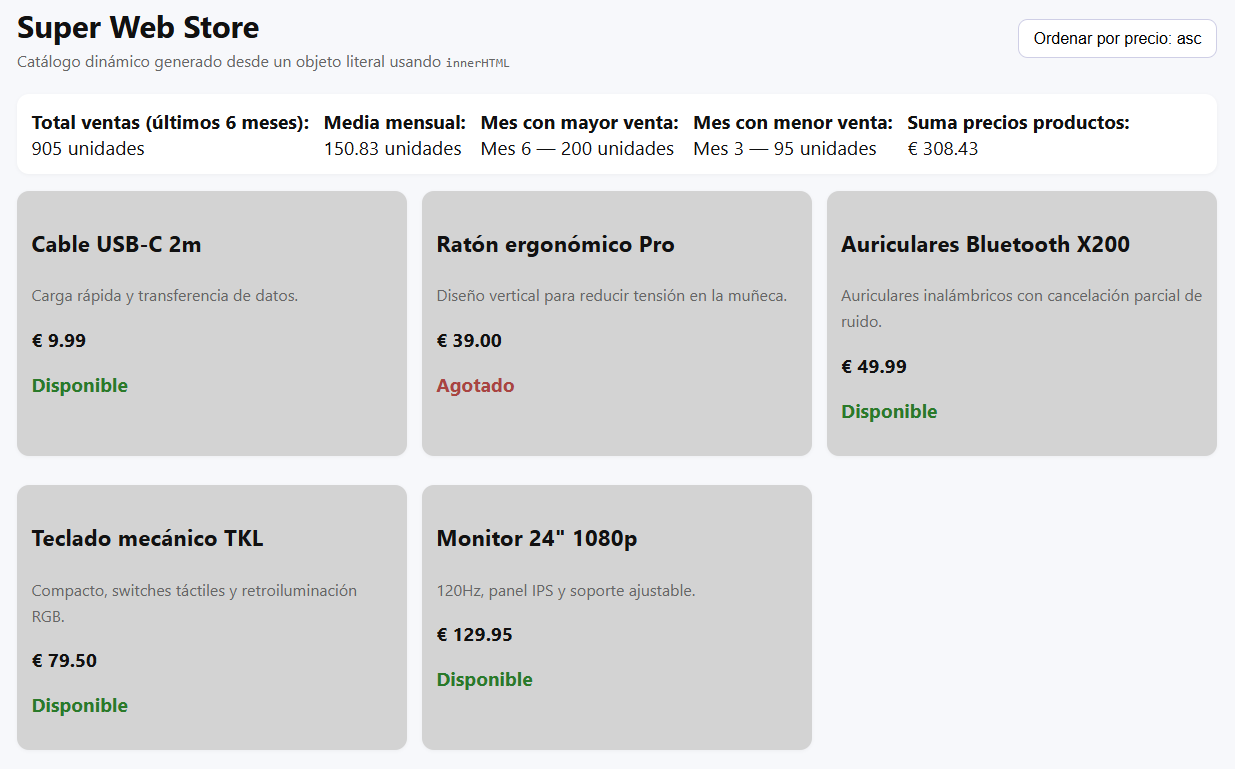 Super Web Store
Catálogo dinámico generado desde un objeto literal usando innerHTML
Ordenar por precio: asc
Total ventas (últimos 6 meses):
905 unidades
Media mensual:
150.83 unidades
Mes con mayor venta:
Mes 6 — 200 unidades
Mes con menor venta:
Mes 3 — 95 unidades
Suma precios productos:
€ 308.43
Cable USB-C 2m
Carga rápida y transferencia de datos.
€ 9.99
Disponible
Ratón ergonómico Pro
Diseño vertical para reducir tensión en la muñeca.
€ 39.00
Agotado
Auriculares Bluetooth X200
Auriculares inalámbricos con cancelación parcial de
ruido.
€ 49.99
Disponible
Teclado mecánico TKL
Compacto, switches táctiles y retroiluminación
RGB.
€ 79.50
Disponible
Monitor 24" 1080p
120Hz, panel IPS y soporte ajustable.
€ 129.95
Disponible